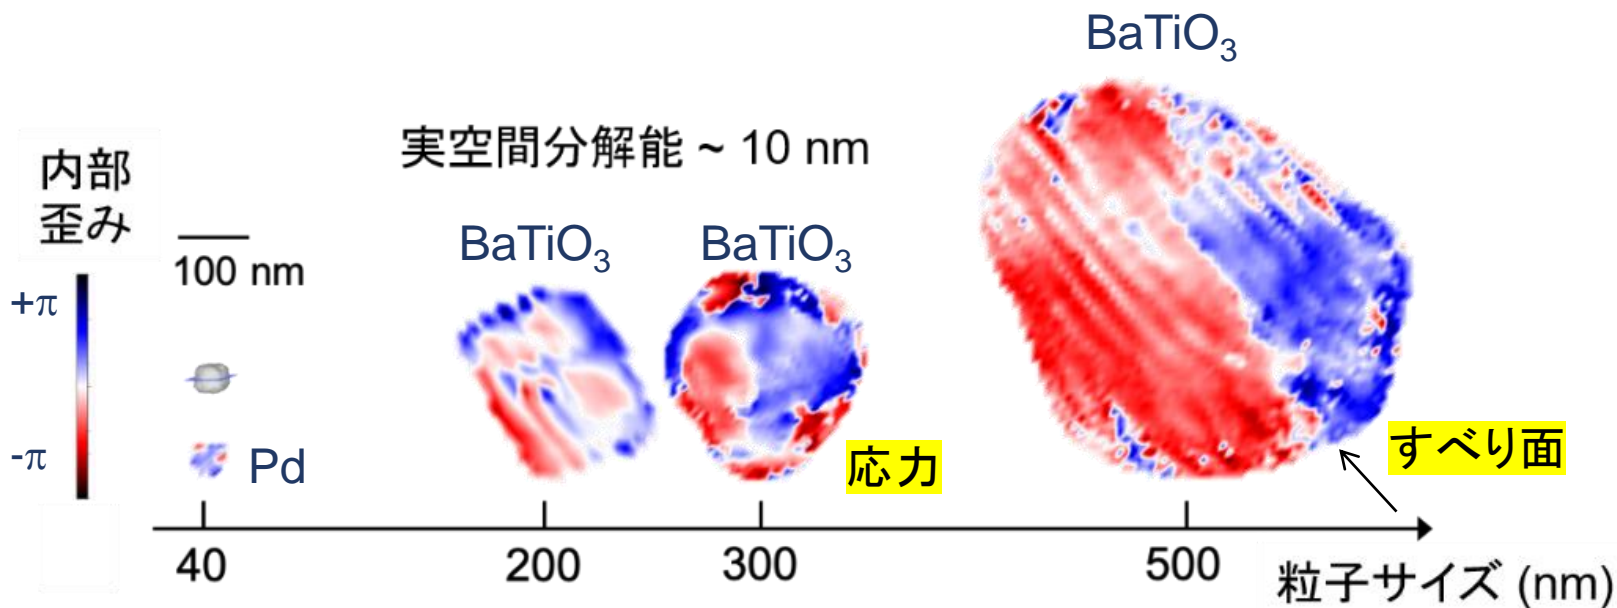 BaTiO₃
実空間分解能 ~ 10 nm
内部
歪み
100 nm
BaTiO₃
BaTiO₃
+π
-π
Pd
応力
すべり面
40
200
300
500
粒子サイズ (nm)